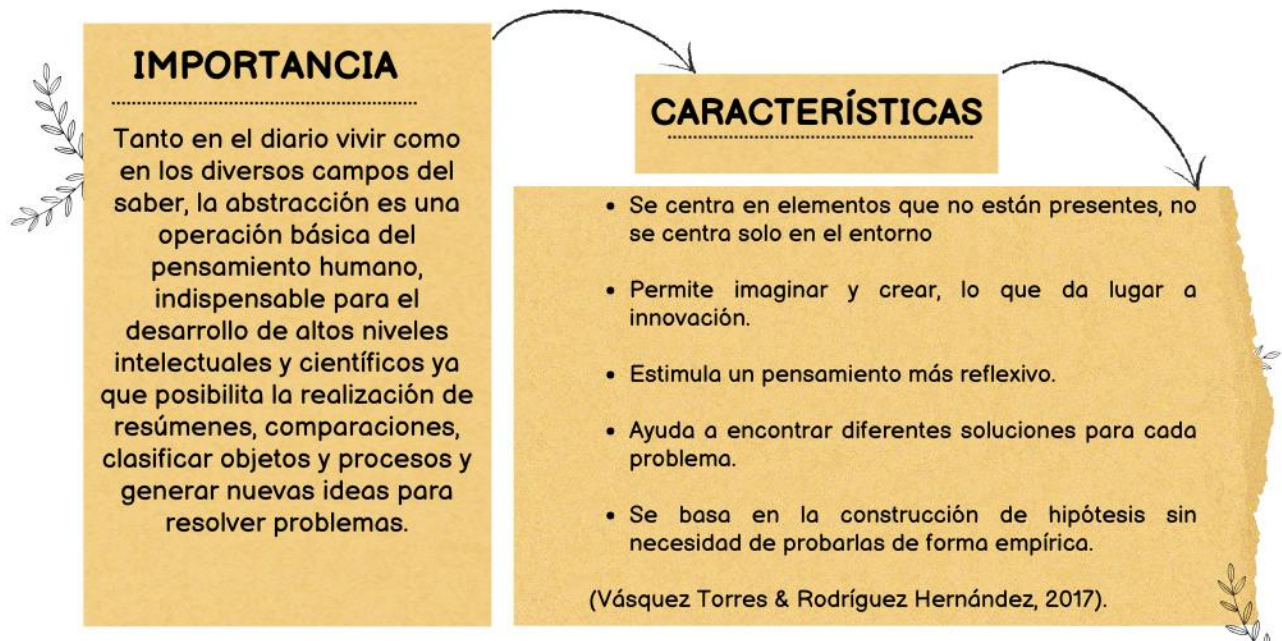 IMPORTANCIA
Tanto en el diario vivir como
en los diversos campos del
saber, la abstracción es una
operación básica del
pensamiento humano,
indispensable para el
desarrollo de altos niveles
intelectuales y científicos ya
que posibilita la realización de
resúmenes, comparaciones,
clasificar objetos y procesos y
generar nuevas ideas para
resolver problemas.
CARACTERÍSTICAS
• Se centra en elementos que no están presentes, no
se centra solo en el entorno
• Permite imaginar y crear, lo que da lugar a
innovación.
• Estimula un pensamiento más reflexivo.
• Ayuda a encontrar diferentes soluciones para cada
problema.
• Se basa en la construcción de hipótesis sin
necesidad de probarlas de forma empírica.
(Vásquez Torres & Rodríguez Hernández, 2017).